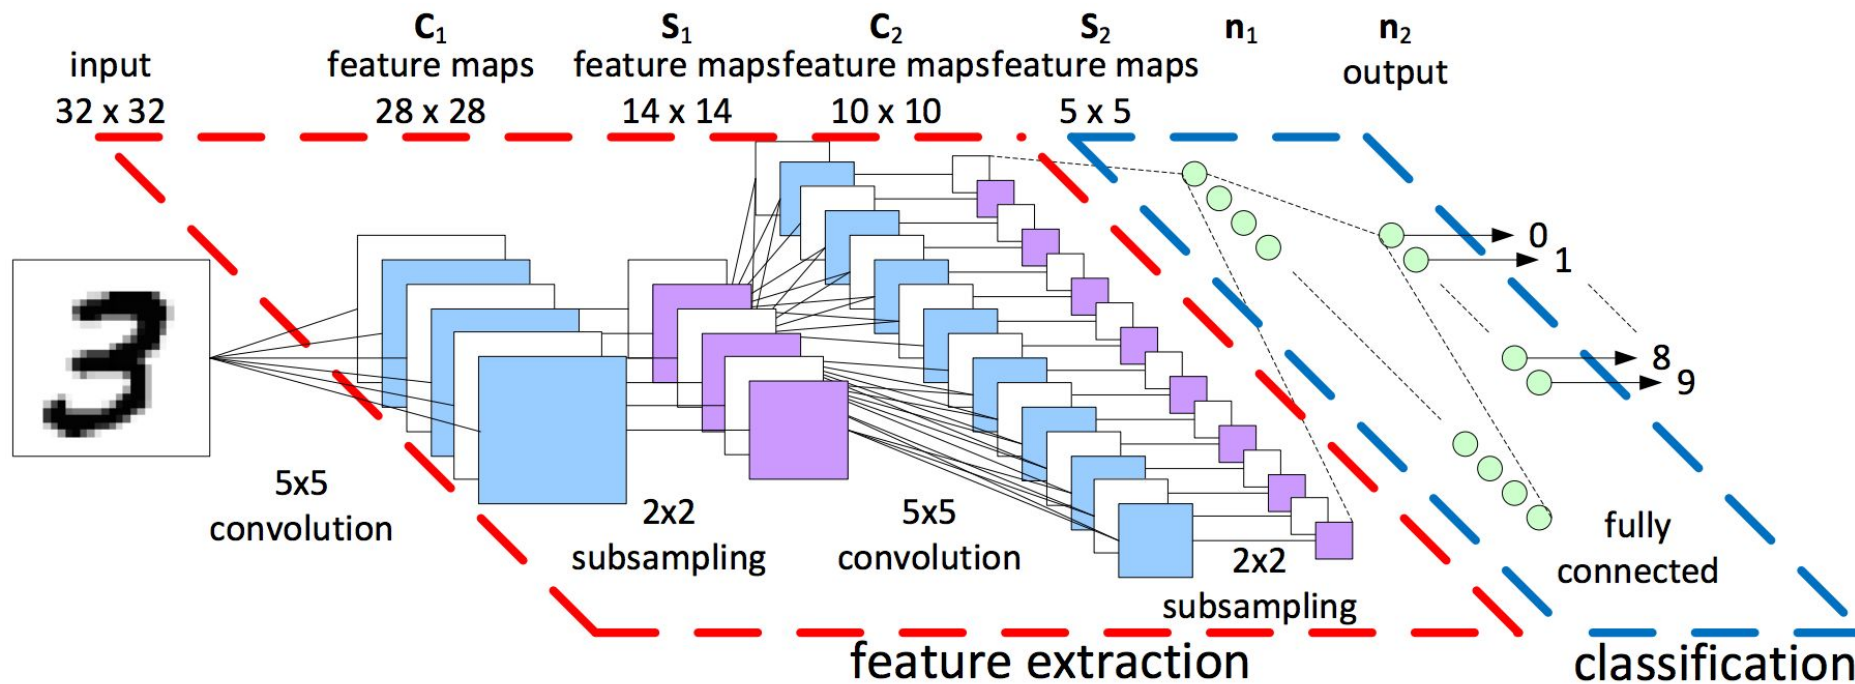 C1
S1
C2
S2
n1
n2
input
feature maps
feature maps
feature maps
feature maps
output
32 x 32
28 x 28
14 x 14
10 x 10
5 x 5
0
1
8
9
3
5x5
convolution
2x2
subsampling
5x5
convolution
2x2
subsampling
fully
connected
feature extraction
classification